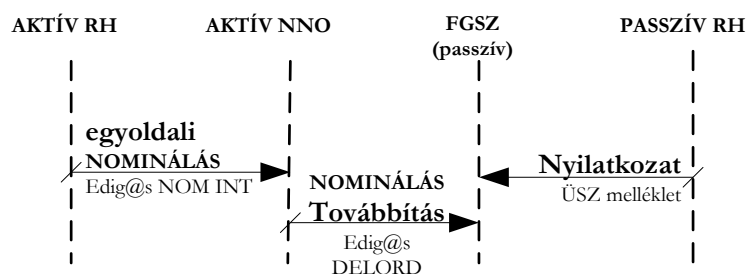 AKTÍV RH
AKTÍV NNO
FGSZ
(passzív)
PASSZÍV RH
egyoldali
NOMINÁLÁS
Edig@s NOM INT
NOMINÁLÁS
Továbbítás
Edig@s
DELORD
Nyilatkozat
ÜSZ melléklet